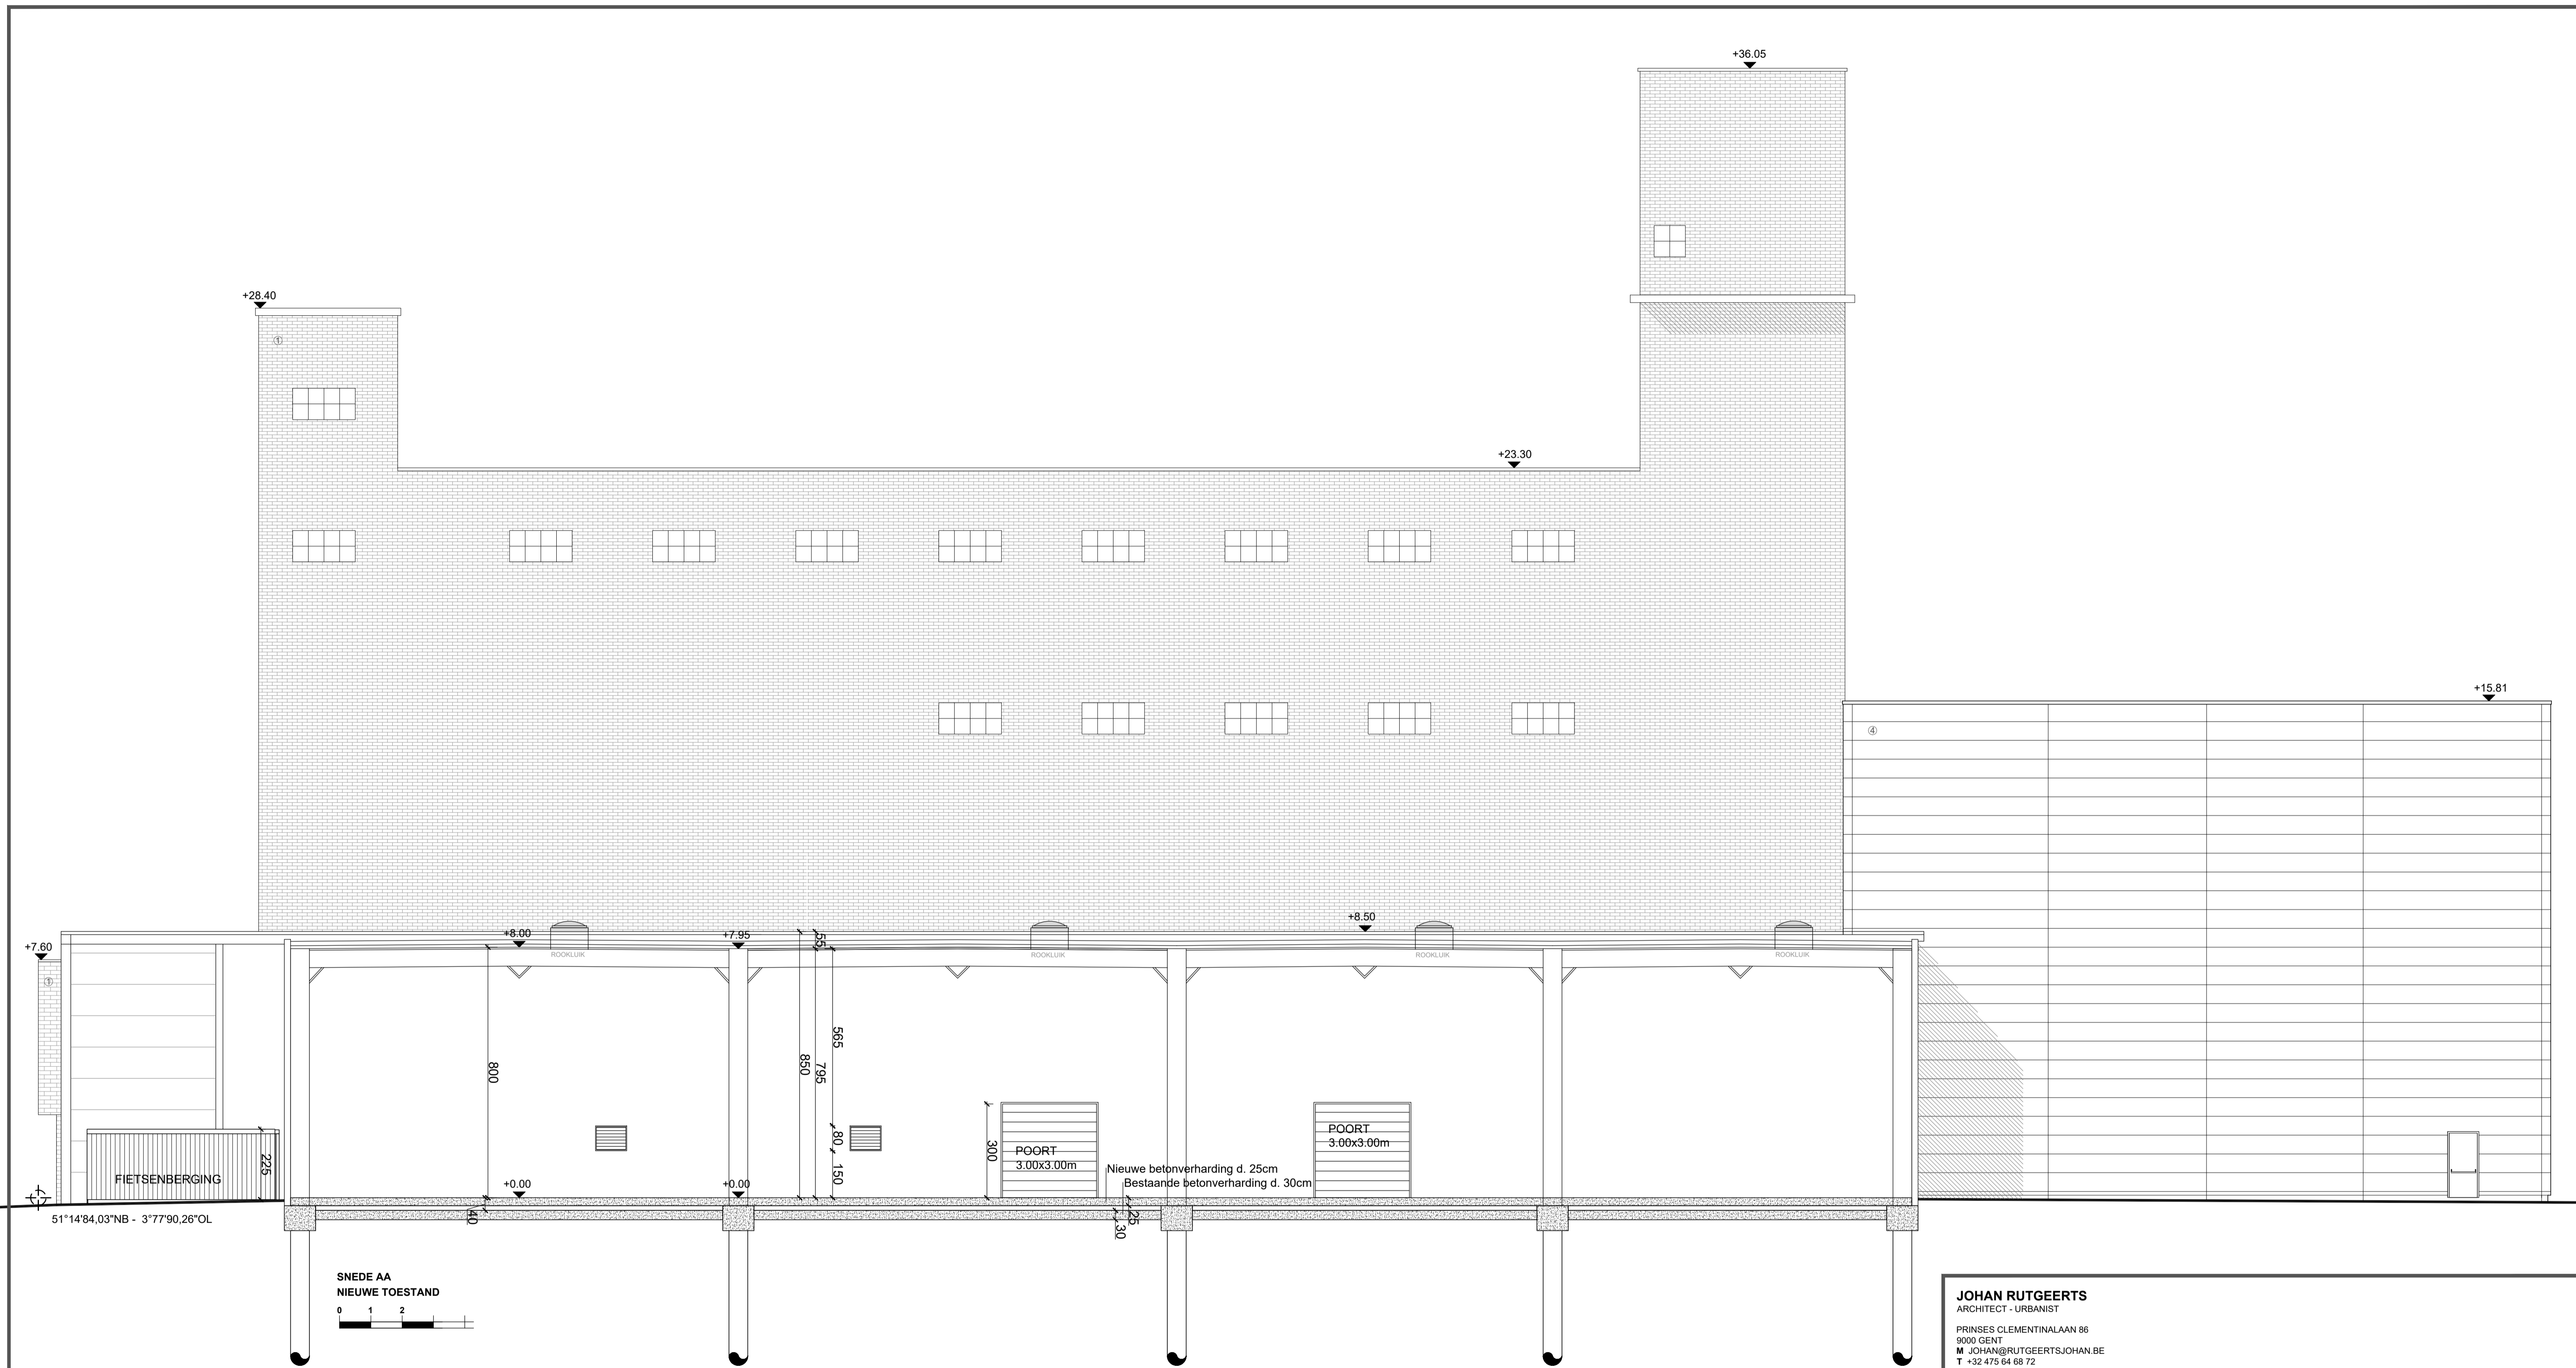 +36.05
+28.40
①
+23.30
+15.81
④
+8.50
+8.00
+7.95
55
+7.60
ROOKLUIK
ROOKLUIK
ROOKLUIK
ROOKLUIK
565
850
795
800
80
150
300
POORT
3.00x3.00m
POORT
3.00x3.00m
225
FIETSENBERGING
Nieuwe betonverharding d. 25cm
Bestaande betonverharding d. 30cm
+0.00
+0.00
40
25
30
51°14'84,03"NB - 3°77'90,26"OL
SNEDE AA
NIEUWE TOESTAND
0 1 2
JOHAN RUTGEERTS
ARCHITECT - URBANIST
PRINSES CLEMENTINALAAN 86
9000 GENT
M JOHAN@RUTGEERTSJOHAN.BE
T +32 475 64 68 72